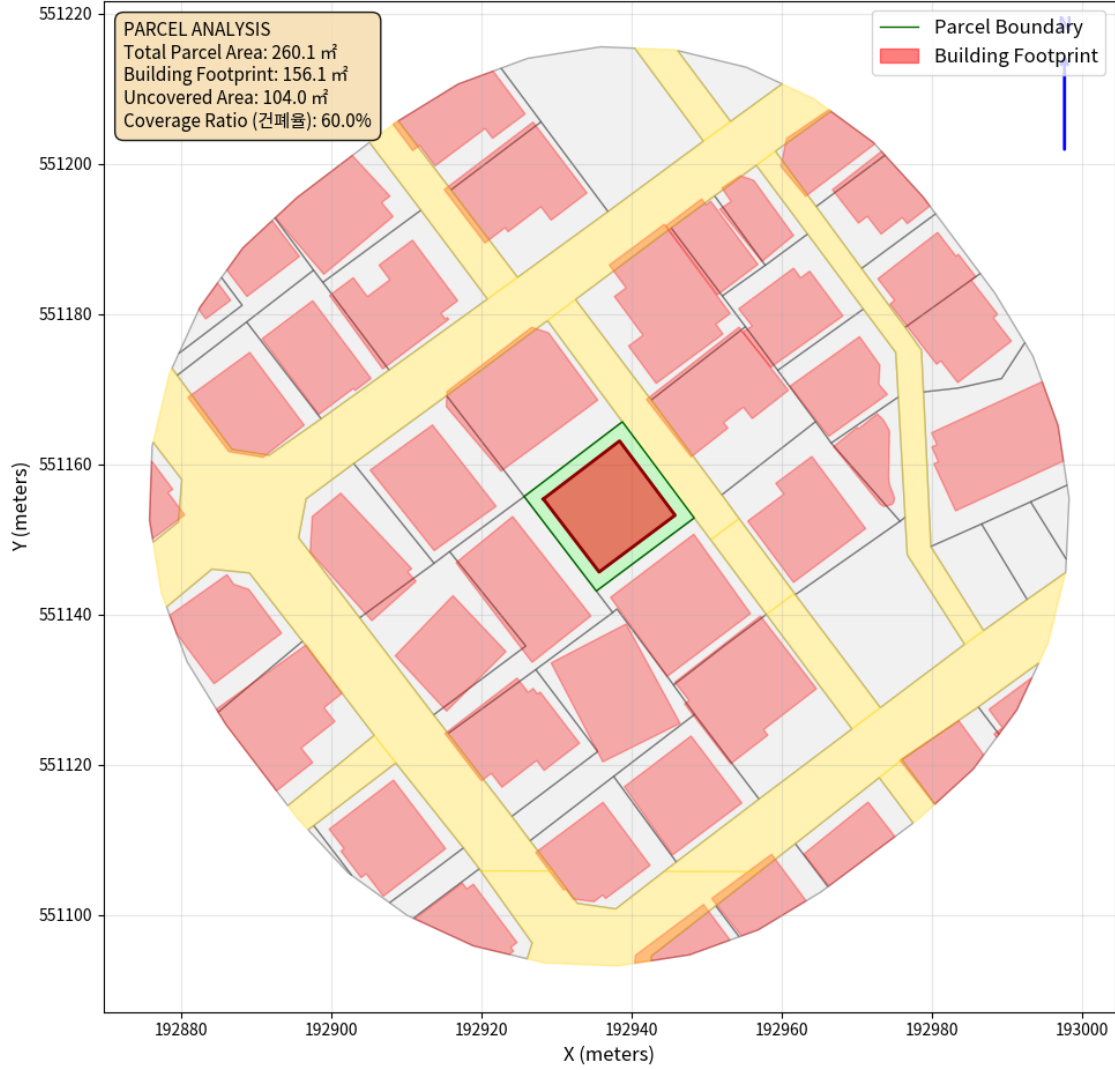 551220
PARCEL ANALYSIS
Total Parcel Area: 260.1 ㎡
Building Footprint: 156.1 ㎡
Uncovered Area: 104.0 ㎡
Coverage Ratio (건폐율): 60.0%
Parcel Boundary
Building Footprint
N
551200
551180
551160
551140
551120
551100
Y (meters)
192880
192900
192920
192940
192960
192980
193000
X (meters)